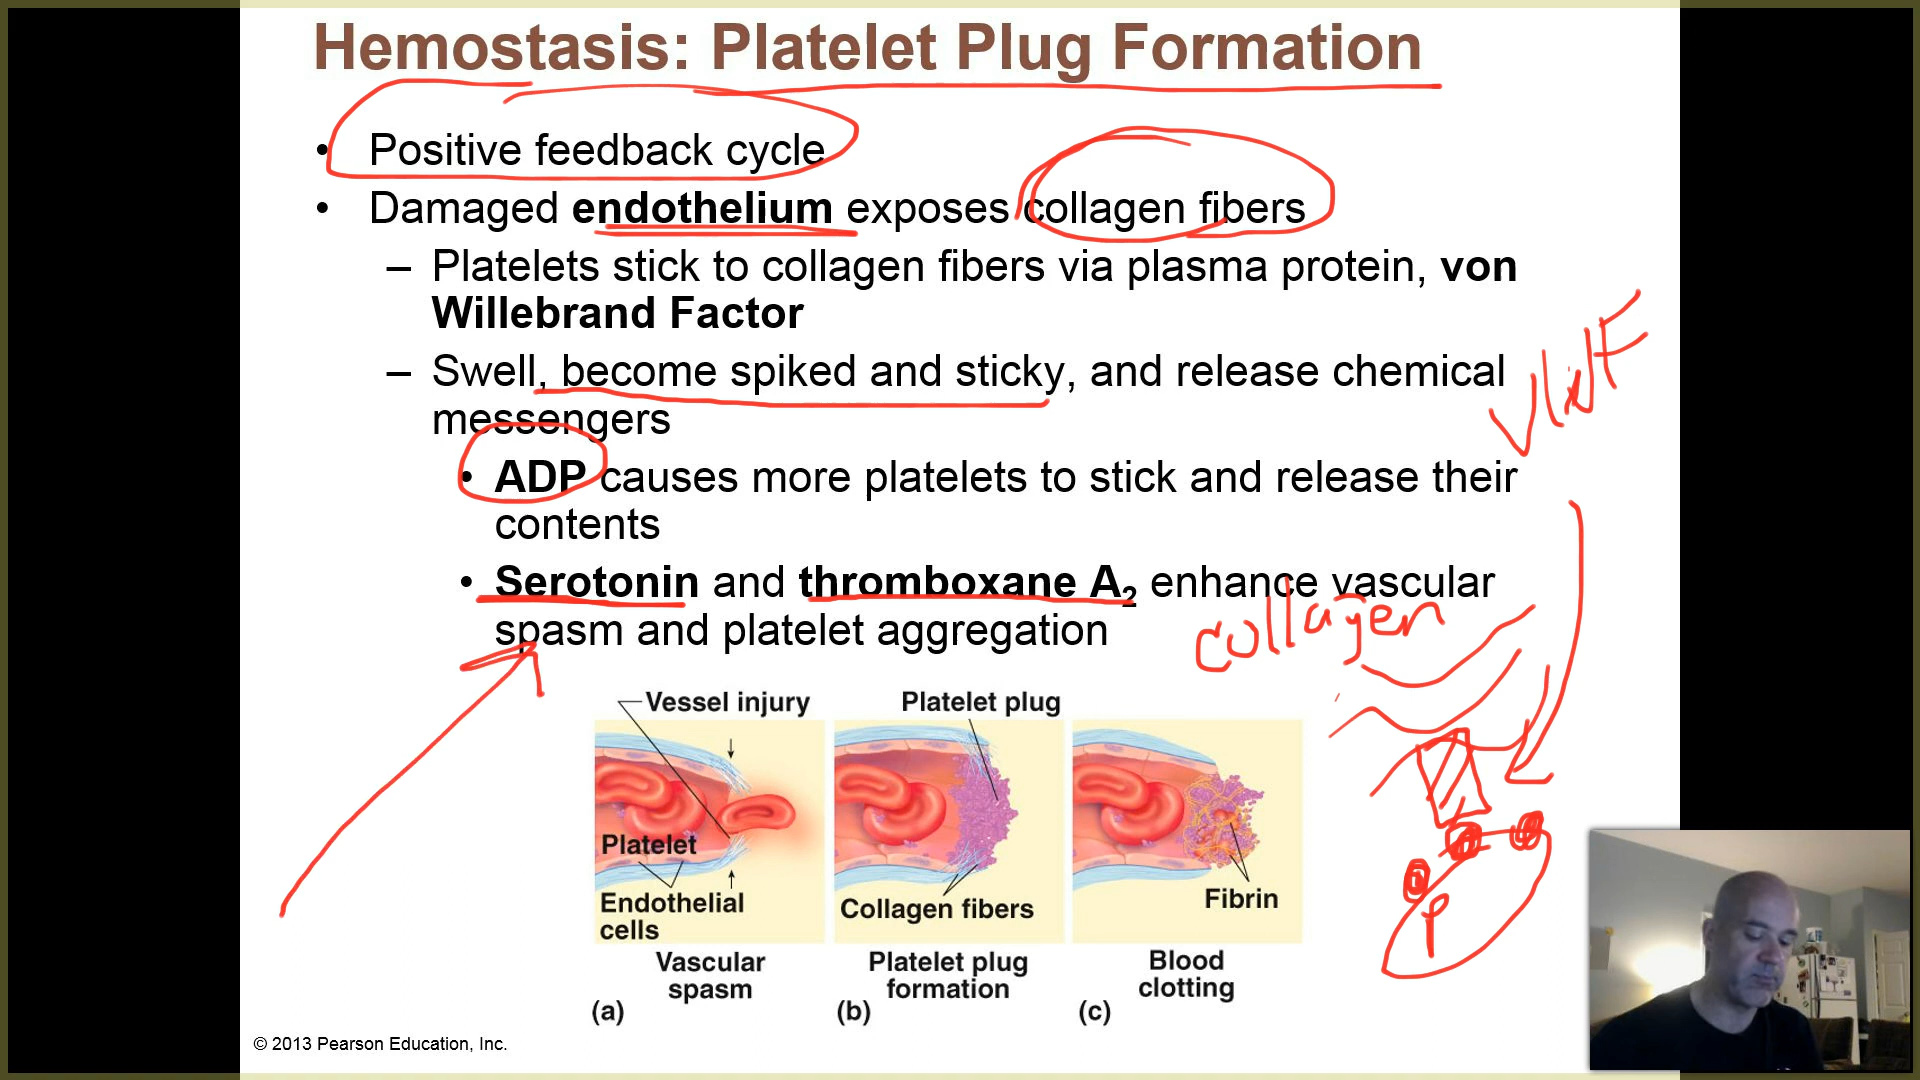 Hemostasis: Platelet Plug Formation
• Positive feedback cycle
• Damaged endothelium exposes collagen fibers
– Platelets stick to collagen fibers via plasma protein, von
Willebrand Factor
– Swell, become spiked and sticky, and release chemical
messengers
• ADP causes more platelets to stick and release their
contents
• Serotonin and thromboxane A2 enhance vascular
spasm and platelet aggregation
VWF
collagen
P
Vessel injury
Platelet
Endothelial
cells
Vascular
spasm
(a)
Platelet plug
Collagen fibers
Platelet plug
formation
(b)
Fibrin
Blood
clotting
(c)
© 2013 Pearson Education, Inc.